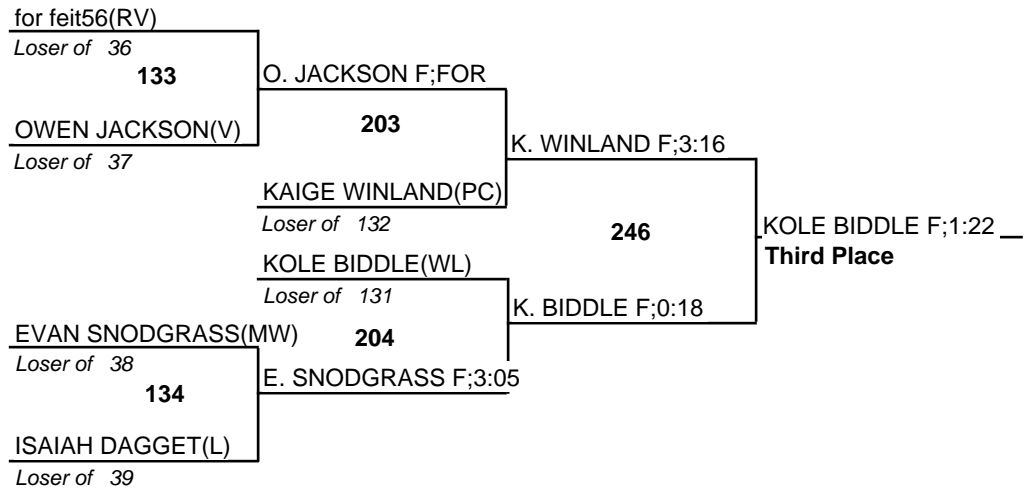 for feit56(RV)
Loser of 36
133
O. JACKSON F;FOR
OWEN JACKSON(V)
203
Loser of 37
K. WINLAND F;3:16
KAIGE WINLAND(PC)
Loser of 132
246
KOLE BIDDLE F;1:22
Third Place
KOLE BIDDLE(WL)
Loser of 131
K. BIDDLE F;0:18
EVAN SNODGRASS(MW)
204
Loser of 38
E. SNODGRASS F;3:05
134
ISAIAH DAGGET(L)
Loser of 39